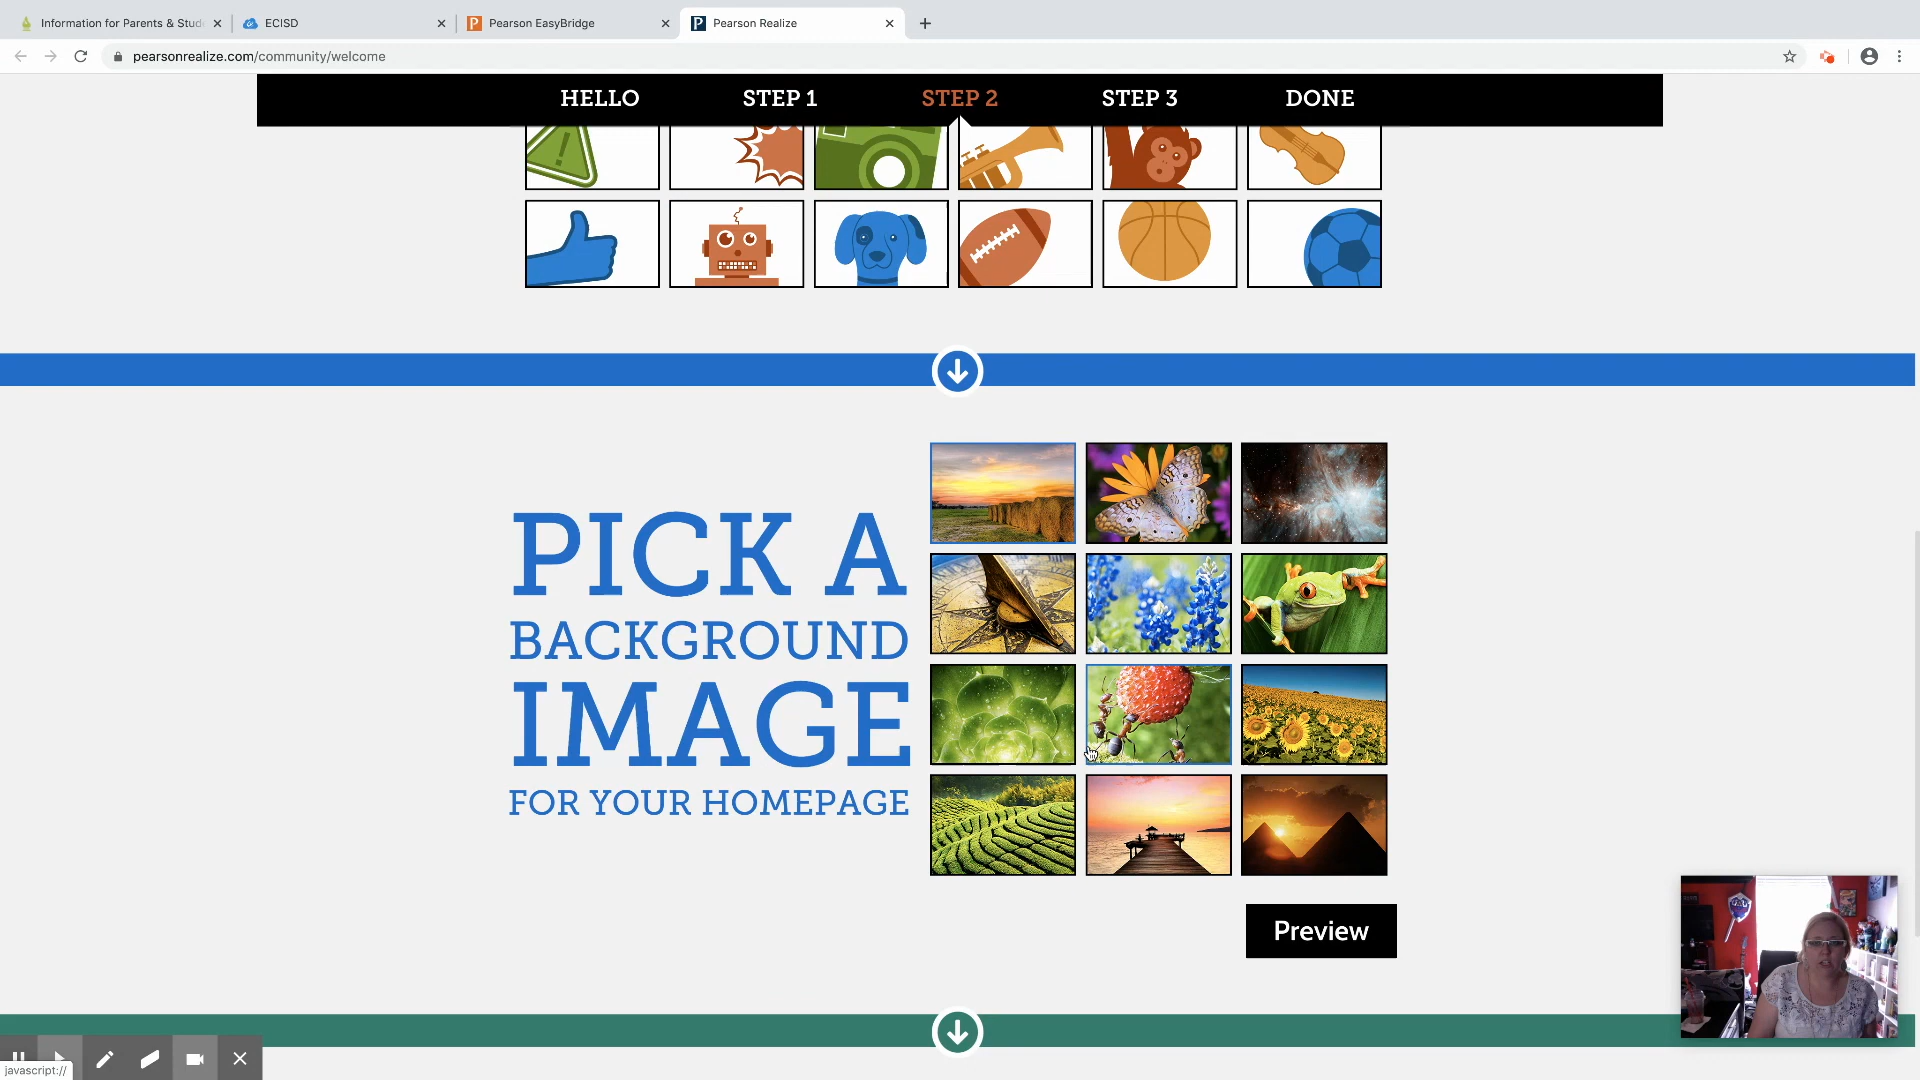 Information for Parents & Stud
ECISD
Pearson EasyBridge
Pearson Realize
pearsonrealize.com/community/welcome
HELLO
STEP 1
STEP 2
STEP 3
DONE
PICK A
BACKGROUND
IMAGE
FOR YOUR HOMEPAGE
Preview
javascript://